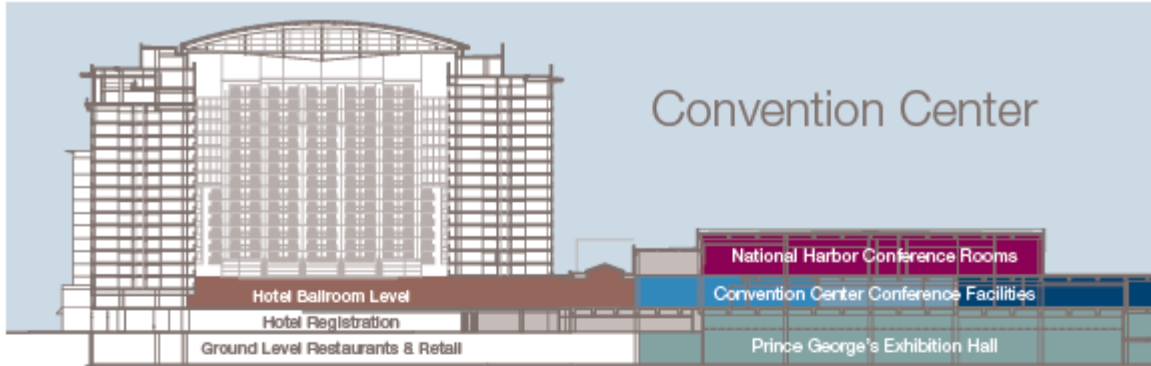 Convention Center
National Harbor Conference Rooms
Hotel Ballroom Level
Convention Center Conference Facilities
Hotel Registration
Ground Level Restaurants & Retail
Prince George's Exhibition Hall